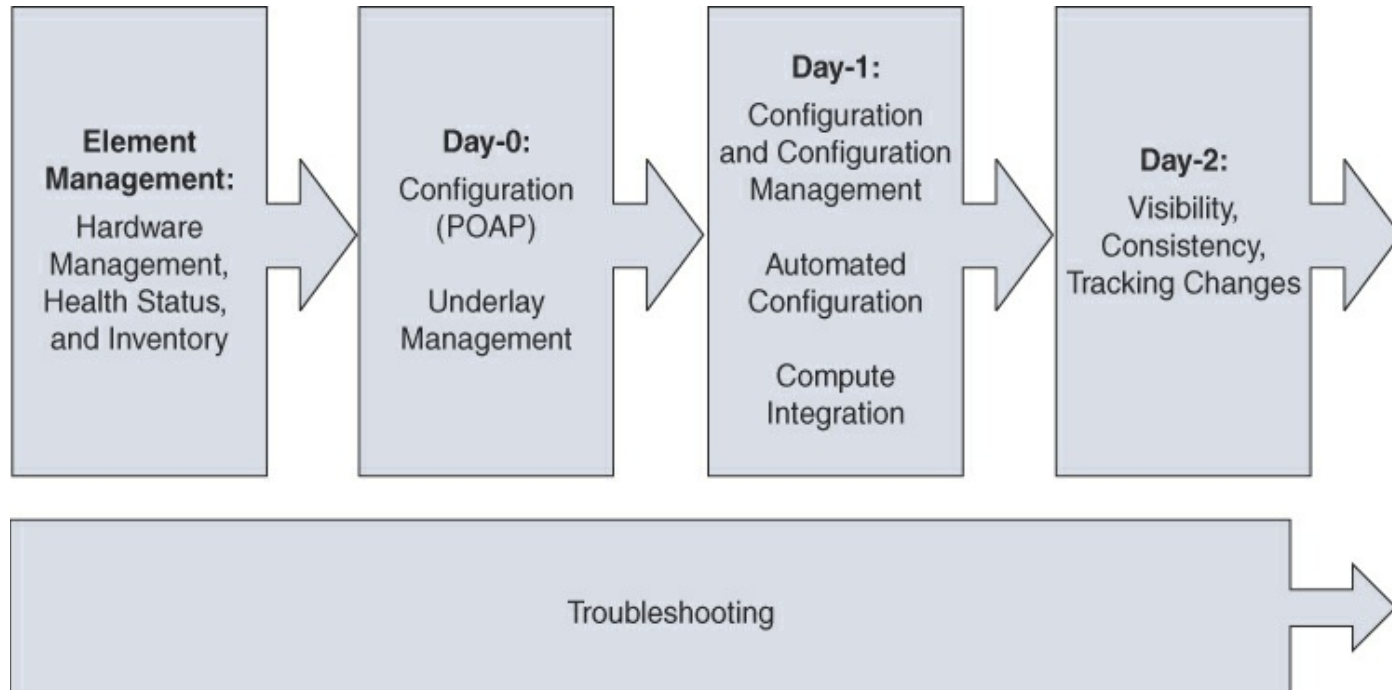 Element
Management:
Hardware
Management,
Health Status,
and Inventory
Day-0:
Configuration
(POAP)
Underlay
Management
Day-1:
Configuration
and Configuration
Management
Automated
Configuration
Compute
Integration
Day-2:
Visibility,
Consistency,
Tracking Changes
Troubleshooting